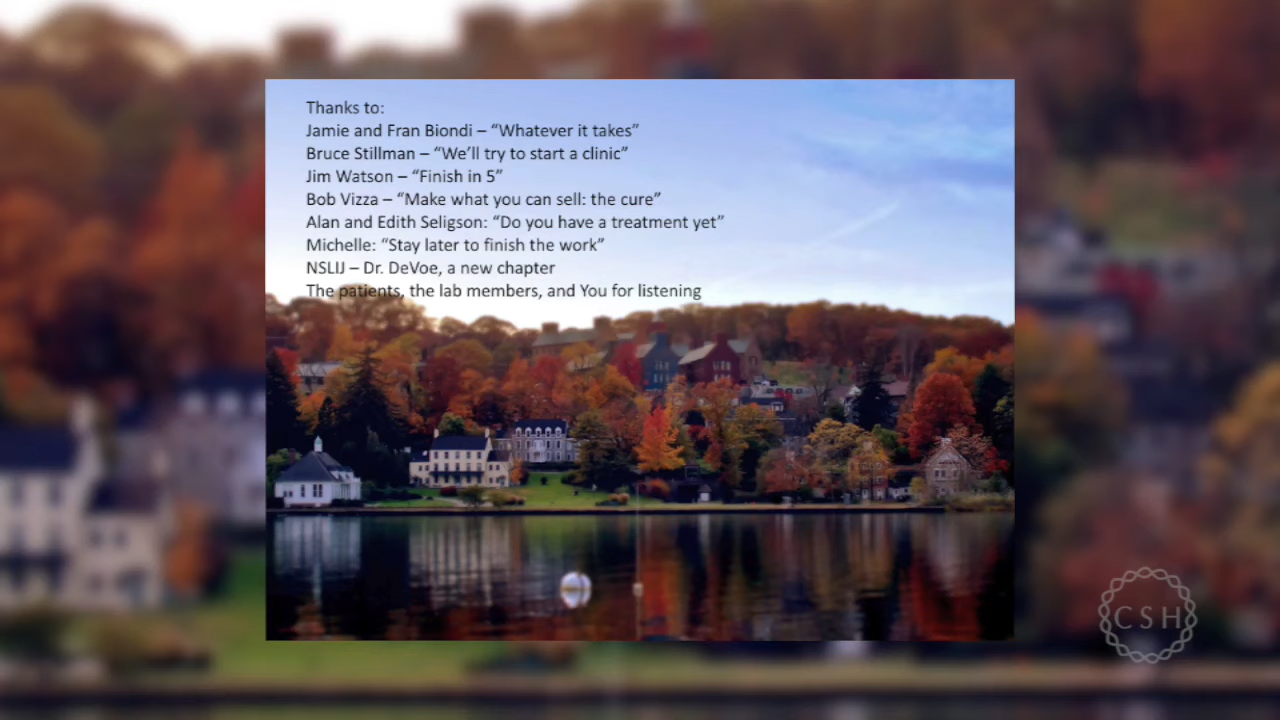 Thanks to:
Jamie and Fran Biondi – “Whatever it takes”
Bruce Stillman – “We’ll try to start a clinic”
Jim Watson – “Finish in 5”
Bob Vizza – “Make what you can sell: the cure”
Alan and Edith Seligson: “Do you have a treatment yet”
Michelle: “Stay later to finish the work”
NSLIJ – Dr. DeVoe, a new chapter
The patients, the lab members, and You for listening
CSH